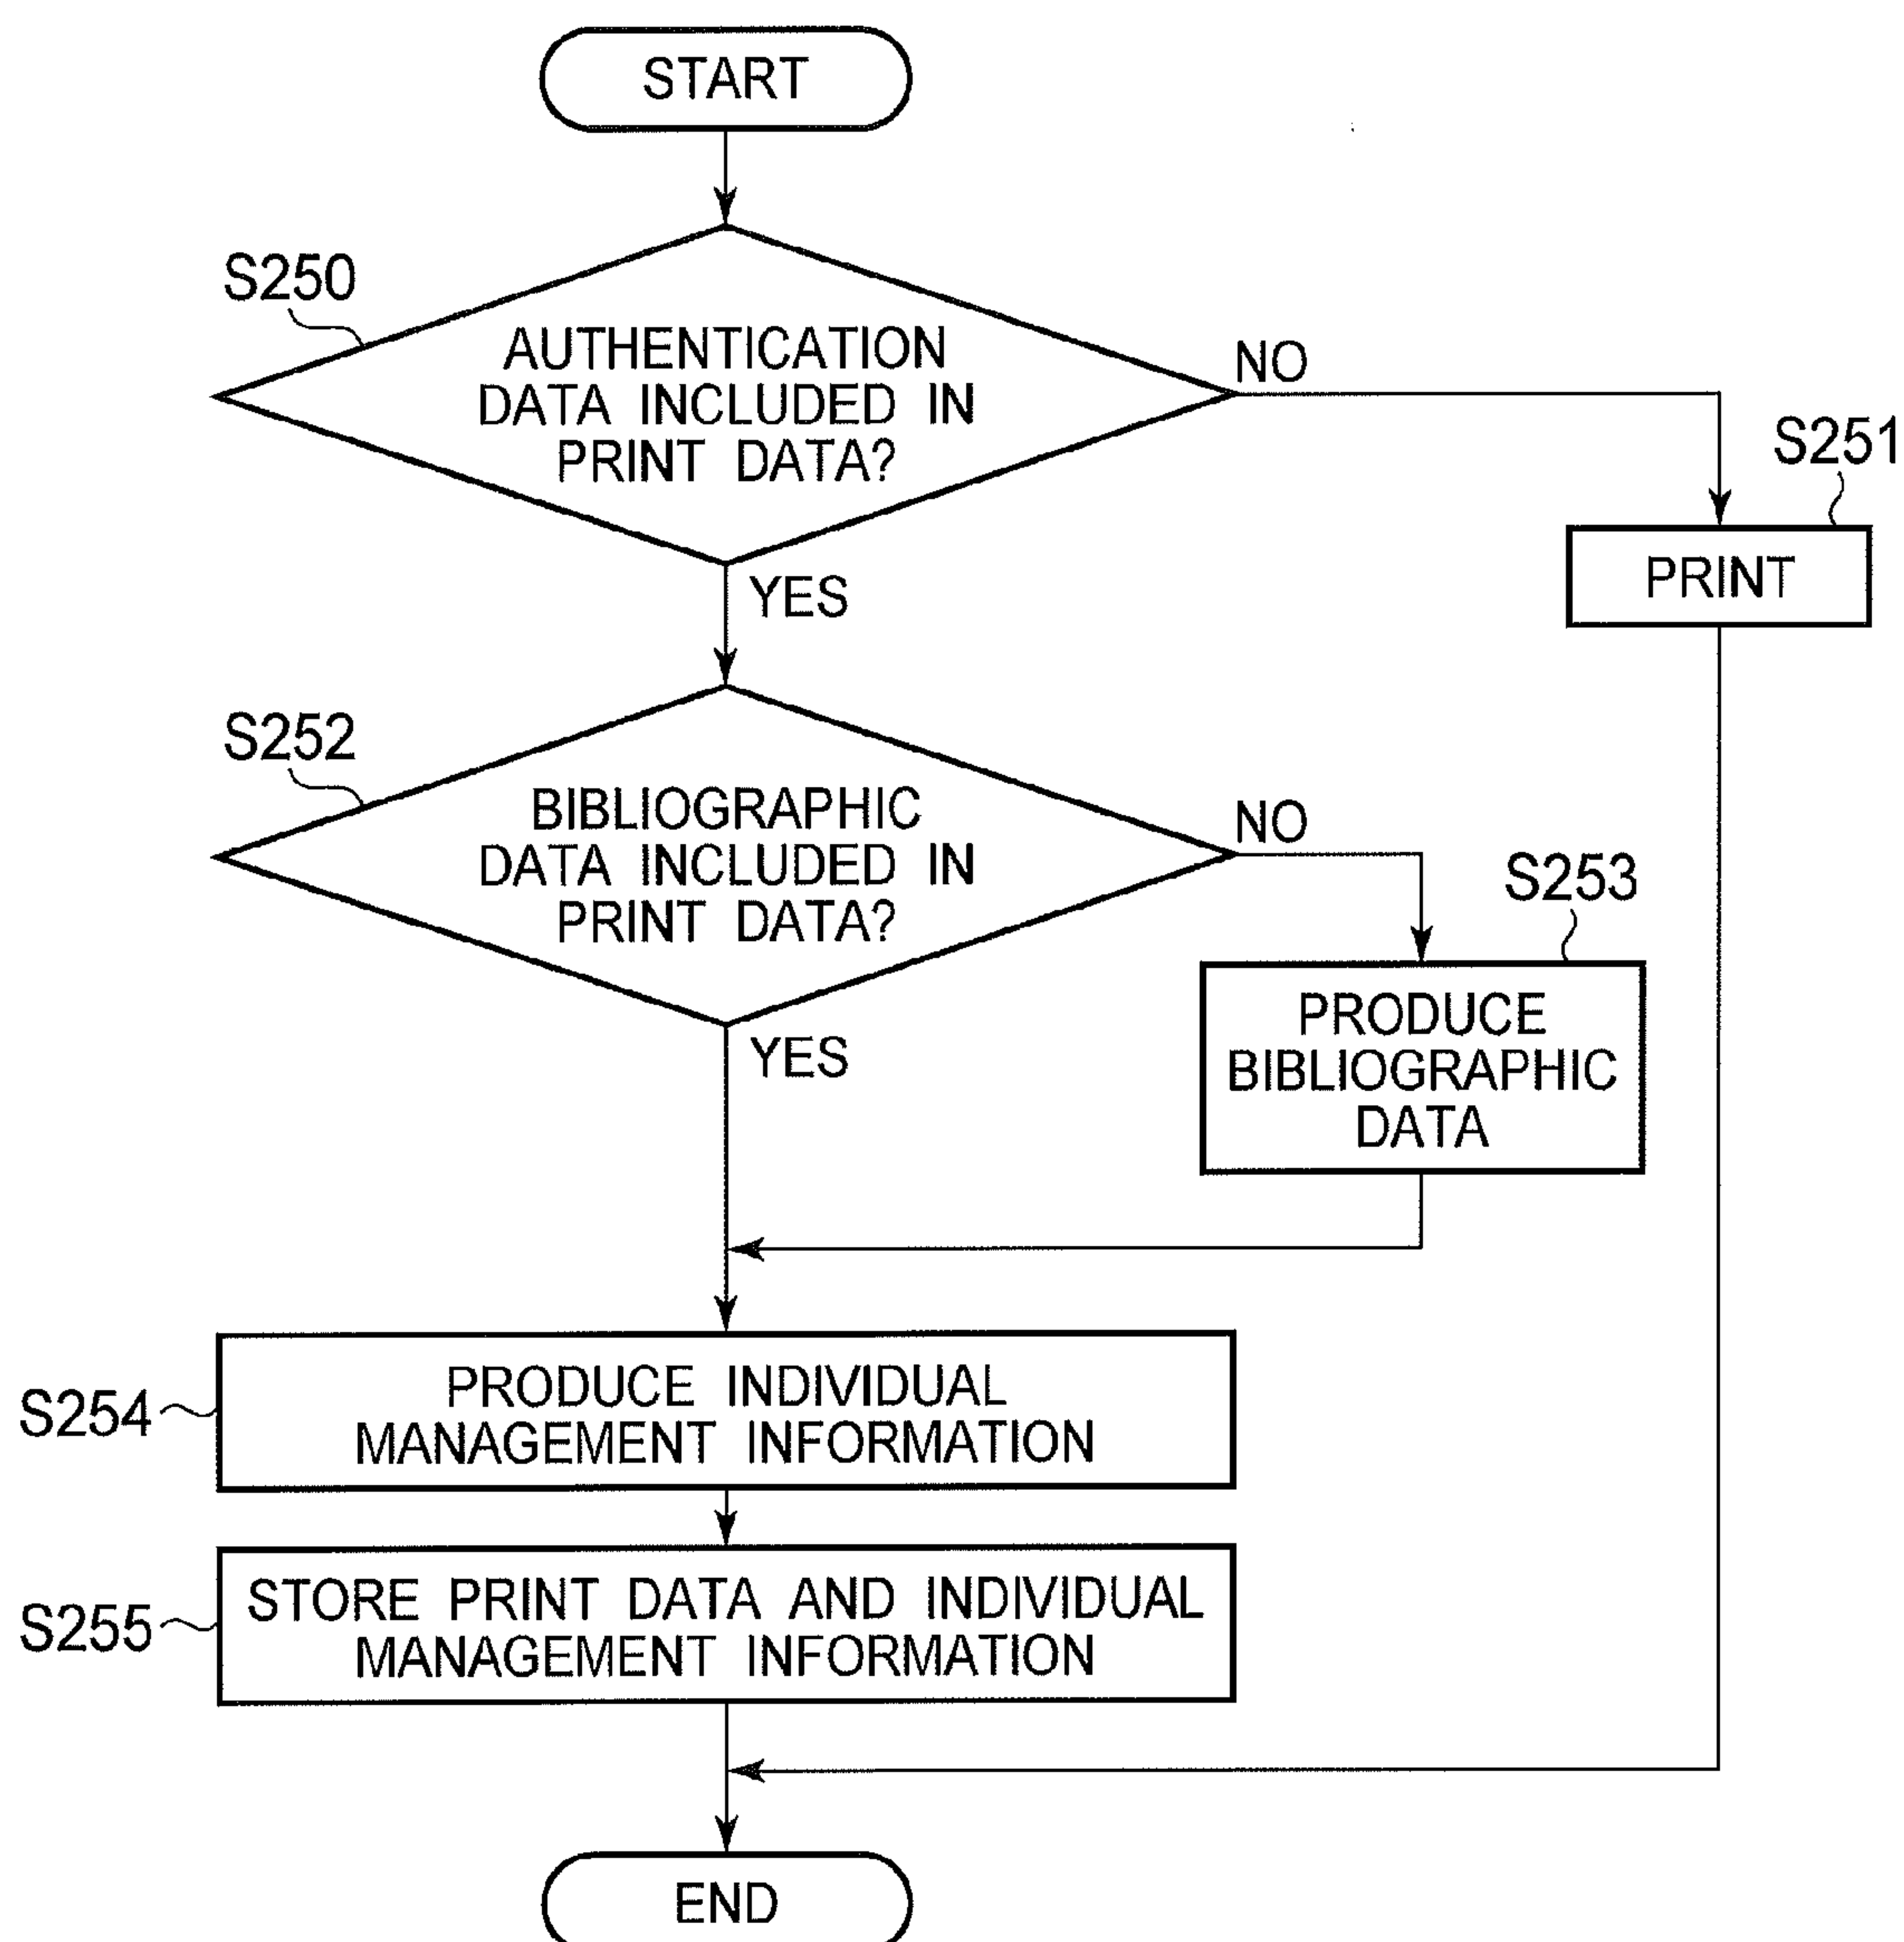 START
S250
AUTHENTICATION
DATA INCLUDED IN
PRINT DATA?
NO
S251
PRINT
YES
S252
BIBLIOGRAPHIC
DATA INCLUDED IN
PRINT DATA?
NO
S253
PRODUCE
BIBLIOGRAPHIC
DATA
YES
S254
PRODUCE INDIVIDUAL
MANAGEMENT INFORMATION
S255
STORE PRINT DATA AND INDIVIDUAL
MANAGEMENT INFORMATION
END